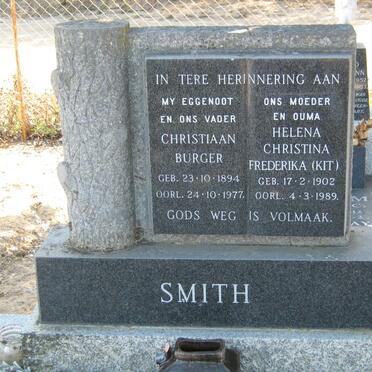 IN TERE HERINNERING AAN
MY EGGENOOT
EN ONS VADER
CHRISTIAAN
BURGER
GEB. 23·10·1894
OORL. 24·10·1977.
ONS MOEDER
EN OUMA
HELENA
CHRISTINA
FREDERIKA (KIT)
GEB. 17·2·1902
OORL. 4·3·1989.
GODS WEG IS VOLMAAK.
SMITH